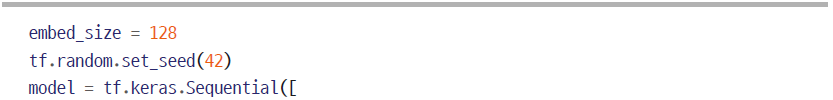 embed_size = 128
tf.random.set_seed(42)
model = tf.keras.Sequential([